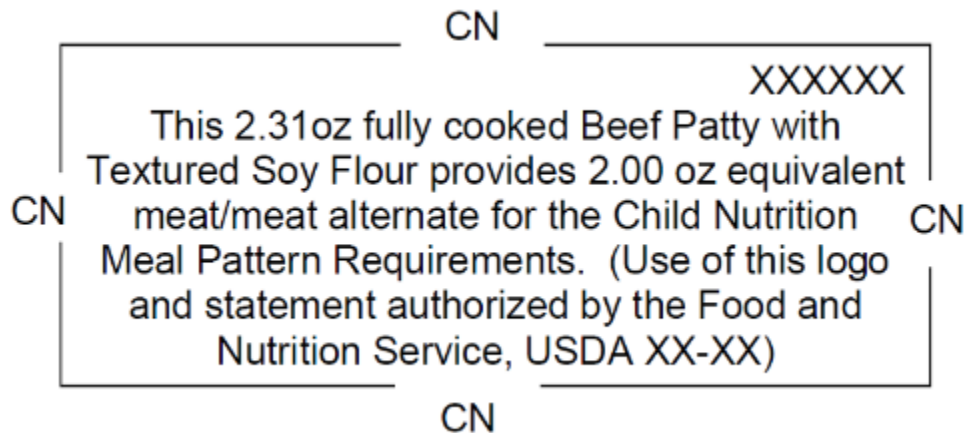 CN
XXXXXX
This 2.31oz fully cooked Beef Patty with
Textured Soy Flour provides 2.00 oz equivalent
CN meat/meat alternate for the Child Nutrition CN
Meal Pattern Requirements. (Use of this logo
and statement authorized by the Food and
Nutrition Service, USDA XX-XX)
CN